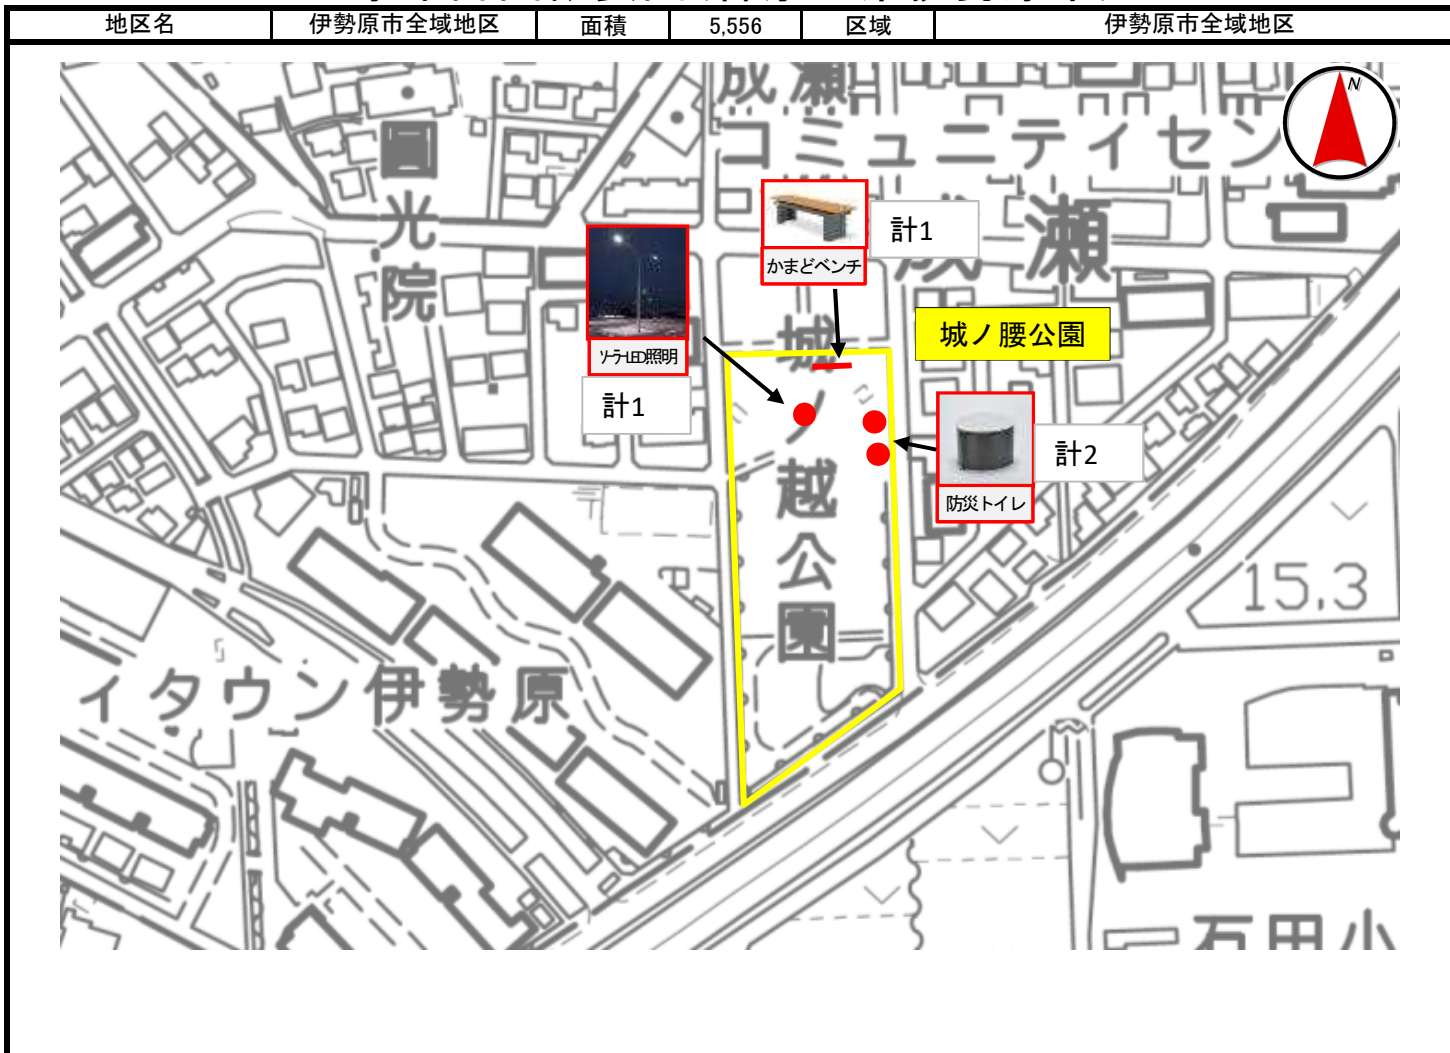 地区名 伊勢原市全域地区 面積 5,556 区域 伊勢原市全域地区
N
成瀬
コミュニティセン
圓光院
成瀬
計1
かまどベンチ
ソーラーLED照明
計1
城ノ腰公園
城ノ越公園
計2
防災トイレ
15.3
イタウン伊勢原
石田小